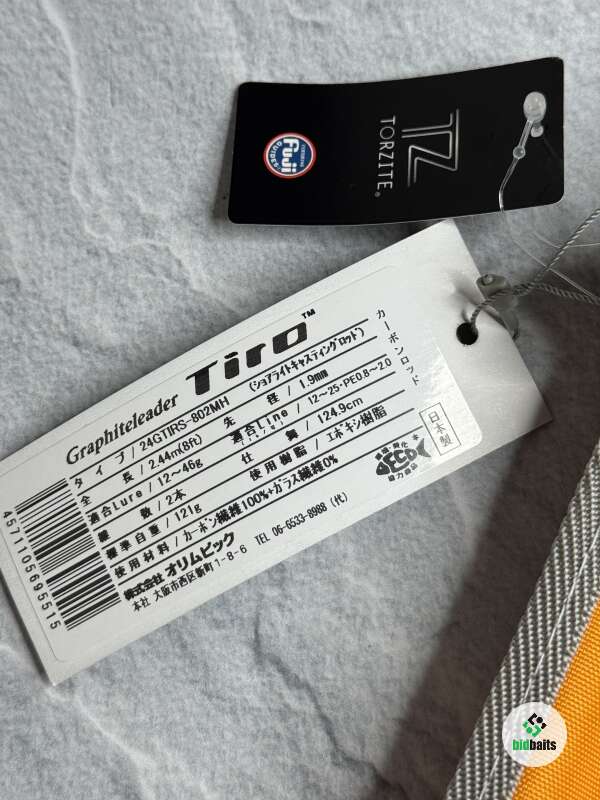 TORZITE®
Fuji
GUIDES
Graphiteleader Tiro™
カーボンロッド
タイプ/24GTIRS-802MH (ショアライトキャスティングロッド)
全長/2.44m(8ft) 先径/1.9mm
適合Lure/12～46g 適合Line/12～25・PE0.8～2.0
継数/2本 仕舞/124.9cm
標準自重/121g 使用樹脂/エポキシ樹脂
使用材料/カーボン繊維100%+ガラス繊維0%
株式会社 オリムピック
本社 大阪市西区新町1-8-6 TEL 06-6533-8988 (代)
日本製
4571105695515
bidbaits